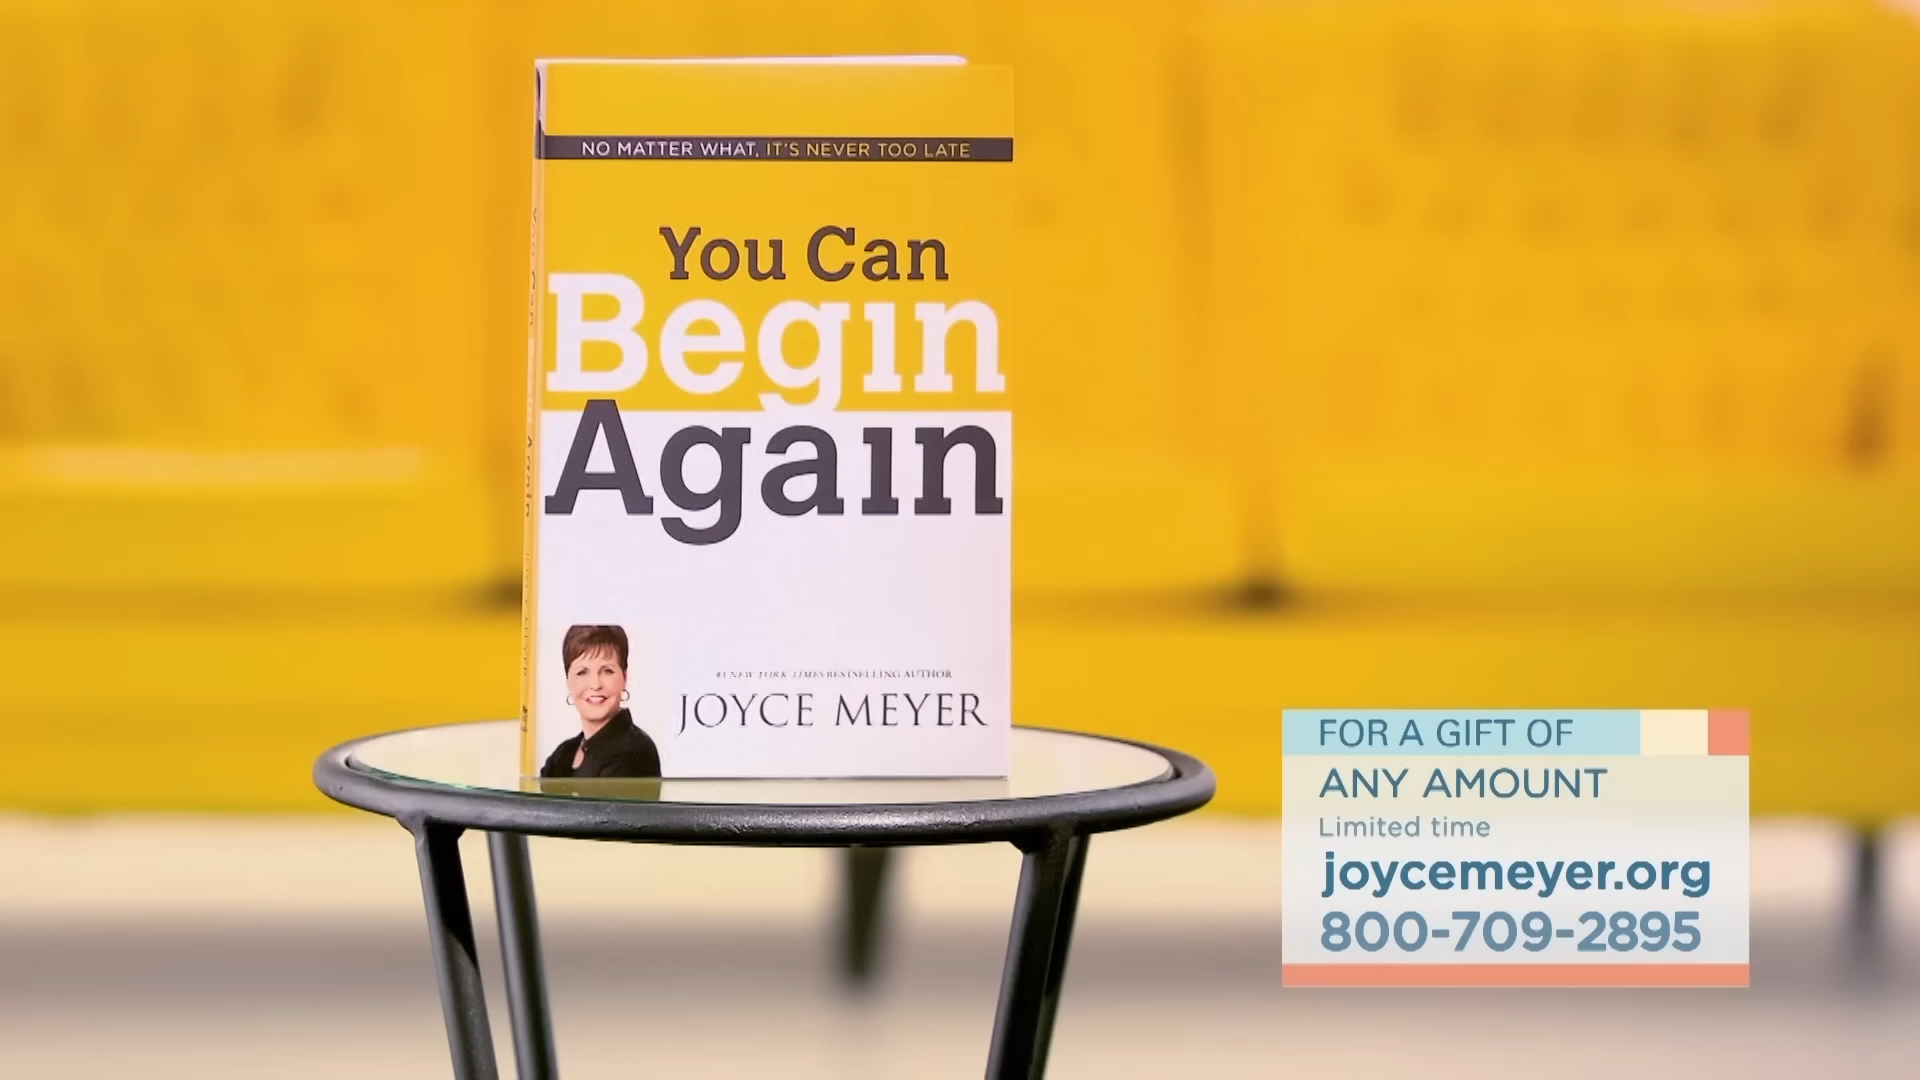 NO MATTER WHAT, IT'S NEVER TOO LATE
You Can
Begin
Again
#1 NEW YORK TIMES BESTSELLING AUTHOR
JOYCE MEYER
FOR A GIFT OF
ANY AMOUNT
Limited time
joycemeyer.org
800-709-2895